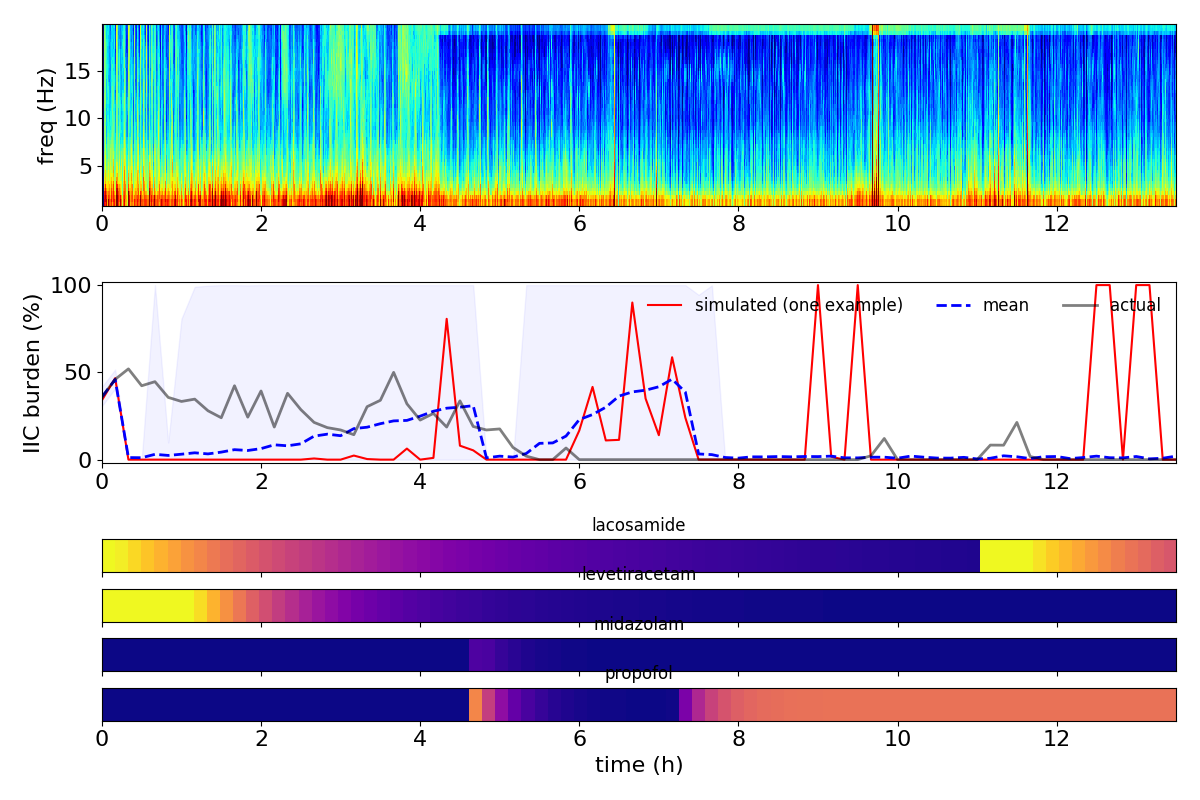 freq (Hz)
15
10
5
0 2 4 6 8 10 12
IIC burden (%)
100
50
0
simulated (one example) mean actual
0 2 4 6 8 10 12
lacosamide
levetiracetam
midazolam
propofol
0 2 4 6 8 10 12
time (h)